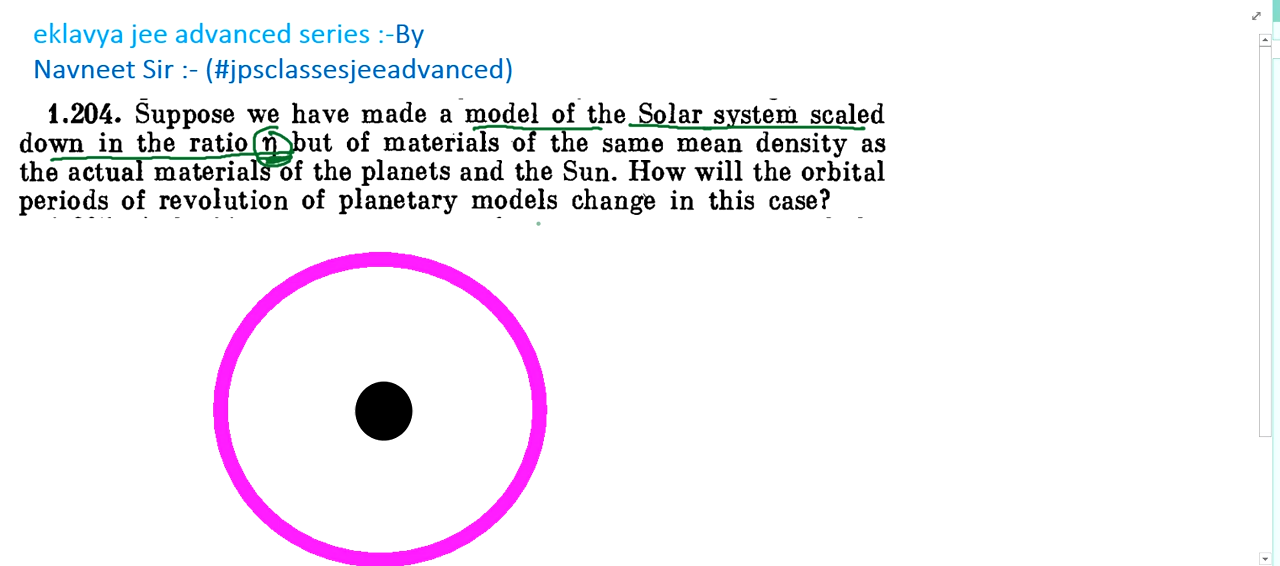 eklavya jee advanced series :-By
Navneet Sir :- (#jpsclassesjeeadvanced)
1.204. Suppose we have made a model of the Solar system scaled
down in the ratio η but of materials of the same mean density as
the actual materials of the planets and the Sun. How will the orbital
periods of revolution of planetary models change in this case?